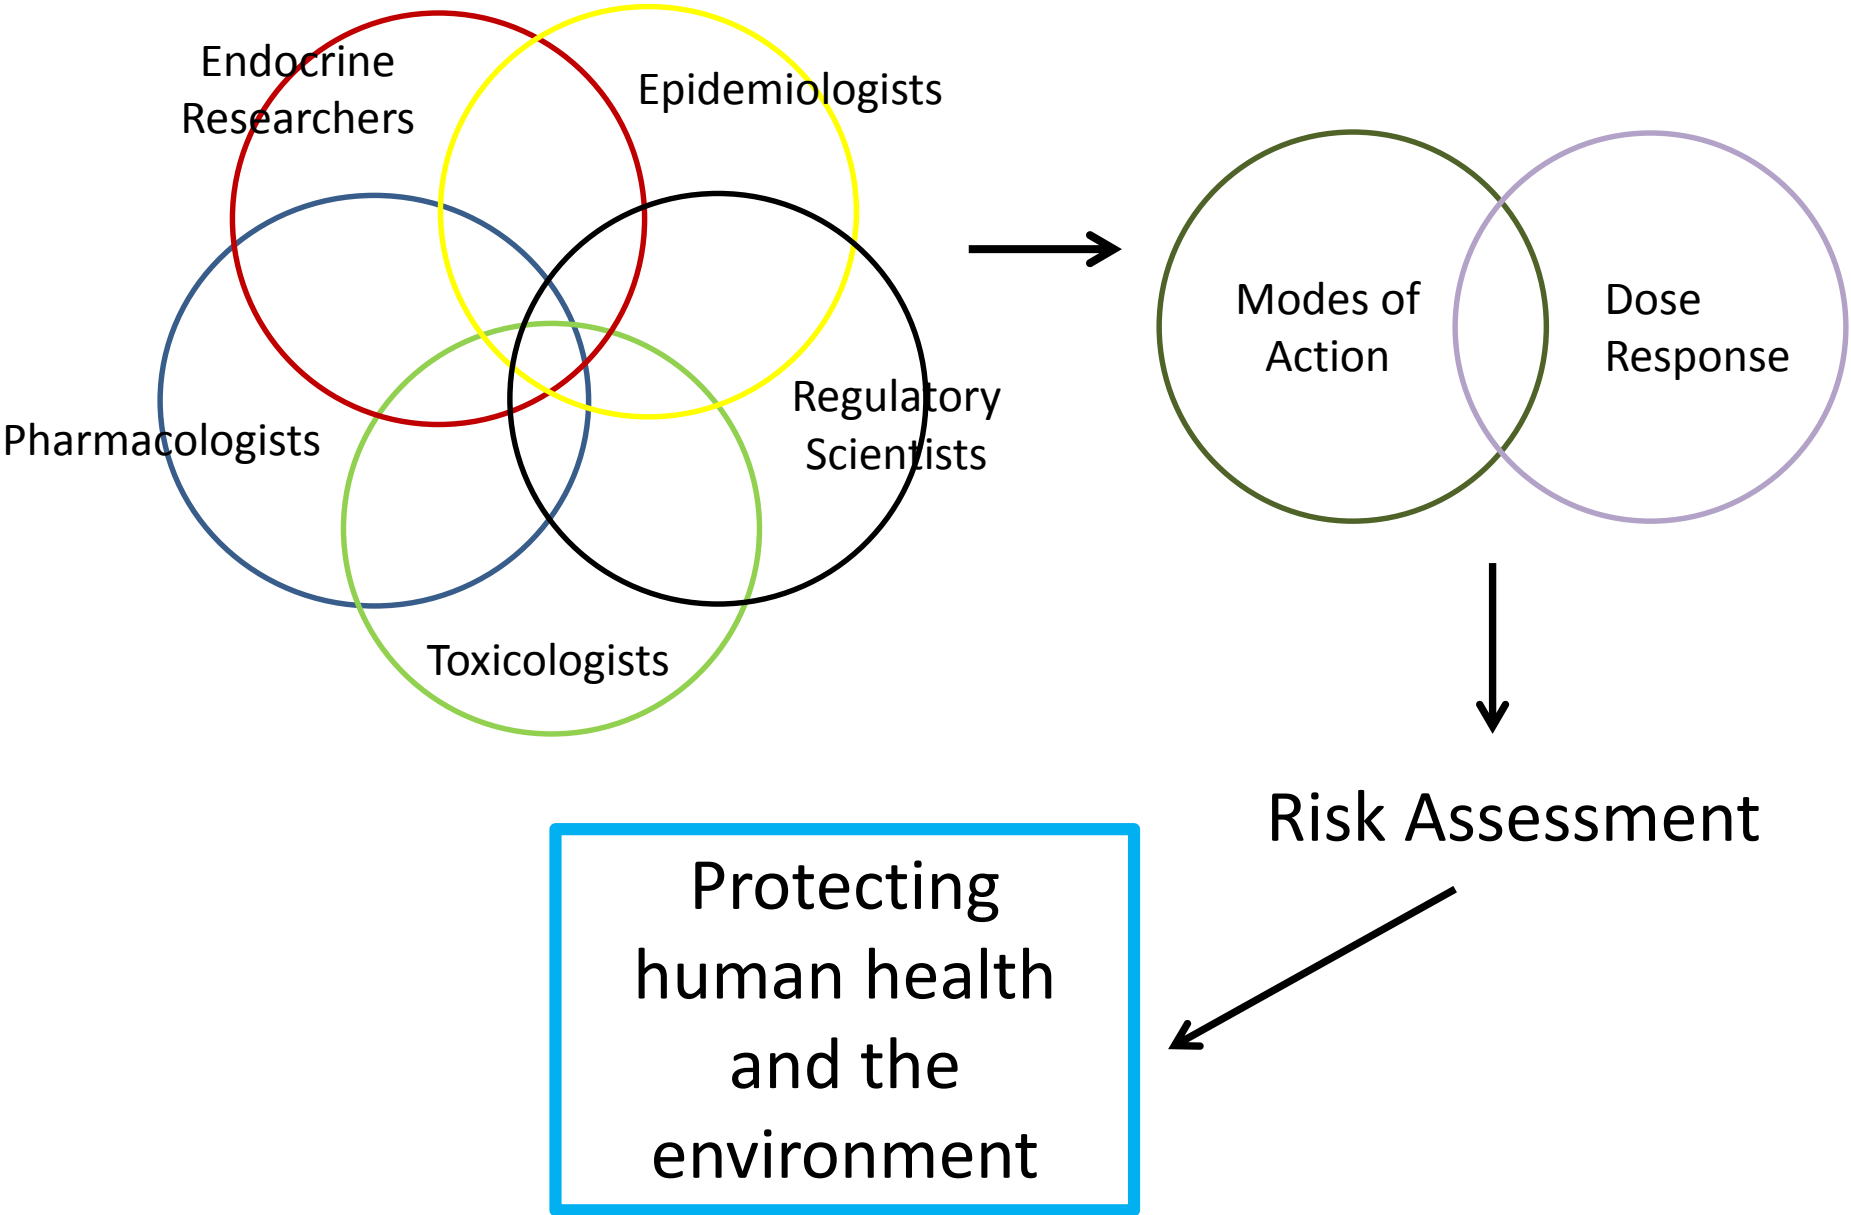 Endocrine
Researchers
Epidemiologists
Pharmacologists
Regulatory
Scientists
Toxicologists
Modes of
Action
Dose
Response
Risk Assessment
Protecting
human health
and the
environment